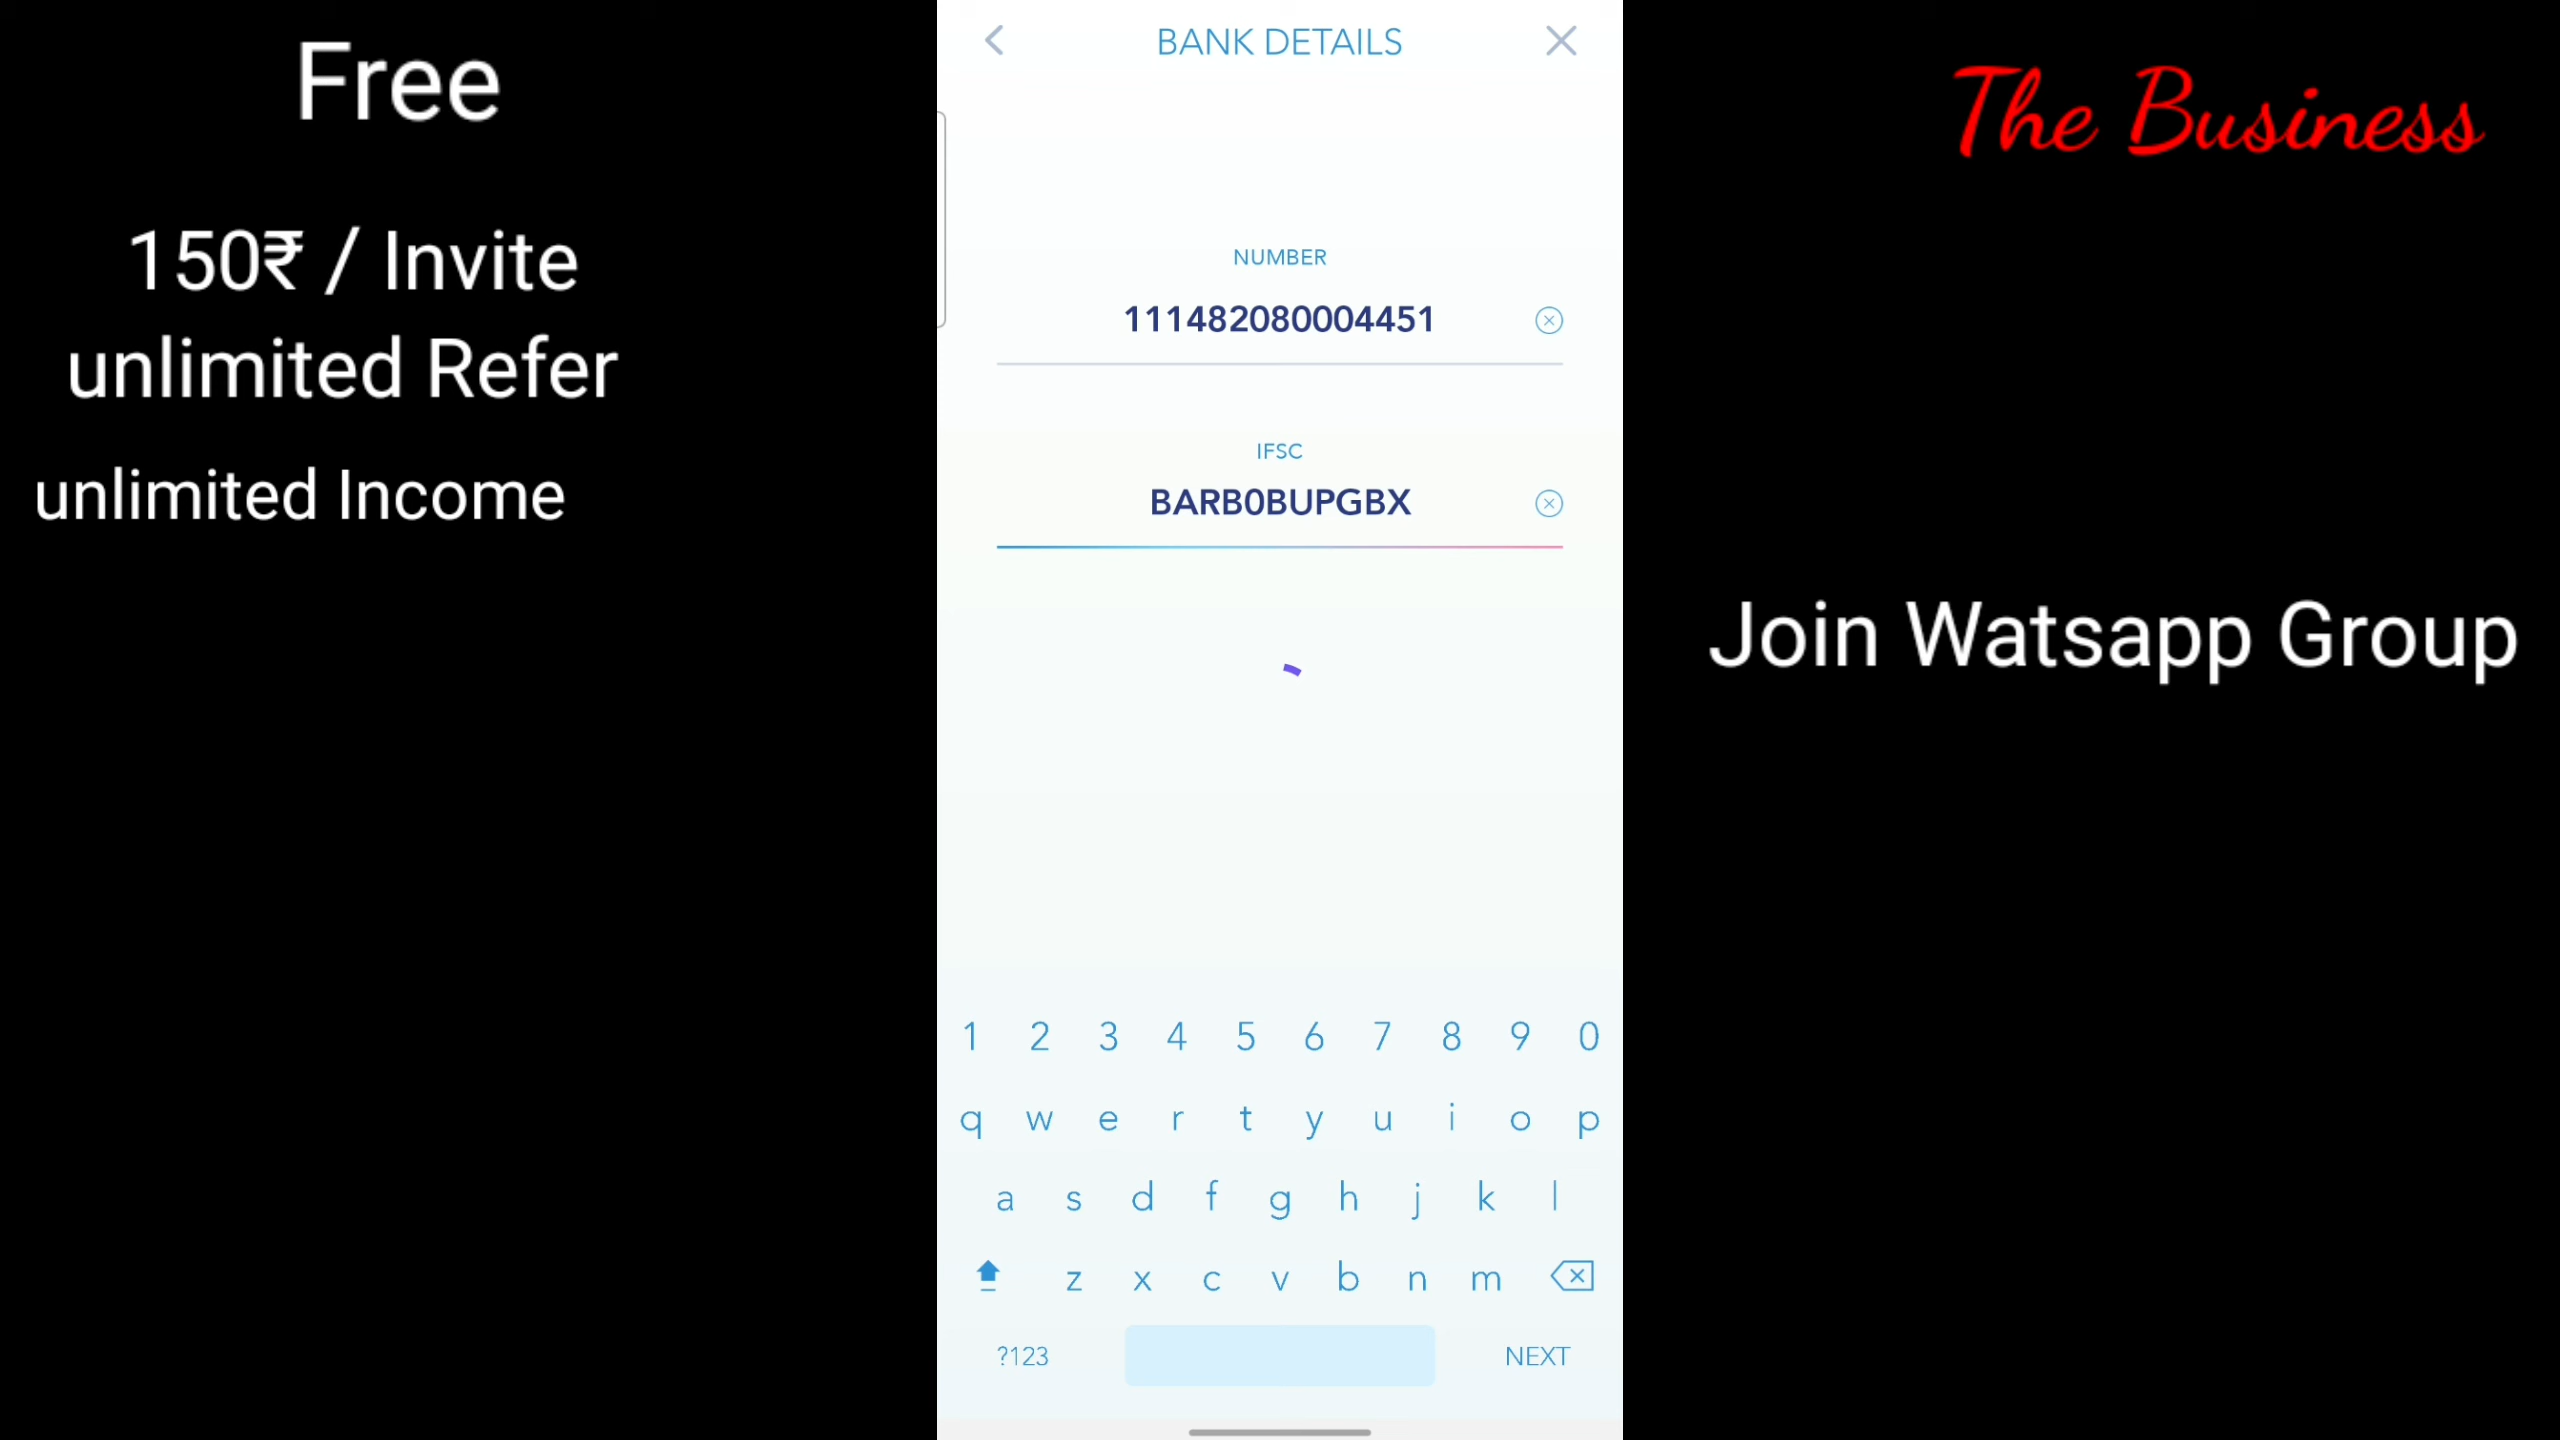 Free
150₹ / Invite
unlimited Refer
unlimited Income
BANK DETAILS
NUMBER
111482080004451
IFSC
BARB0BUPGBX
1 2 3 4 5 6 7 8 9 0
q w e r t y u i o p
a s d f g h j k l
z x c v b n m
?123
NEXT
The Business
Join Watsapp Group